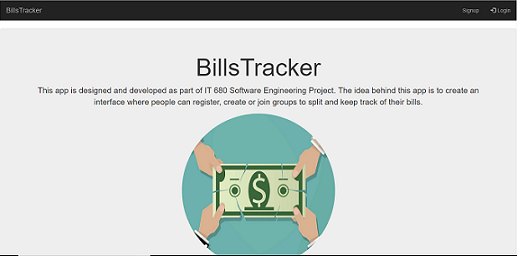 BillsTracker
Signup
Login
BillsTracker
This app is designed and developed as part of IT 680 Software Engineering Project. The idea behind this app is to create an
interface where people can register, create or join groups to split and keep track of their bills.
$